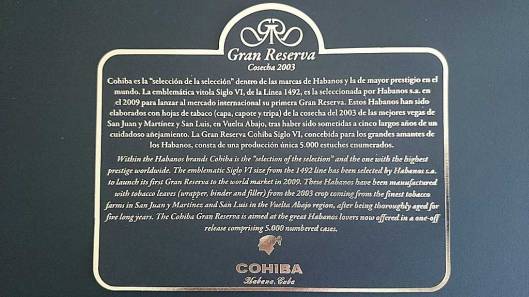 Gran Reserva
Cosecha 2003
Cohiba es la "selección de la selección" dentro de las marcas de Habanos y la de mayor prestigio en el
mundo. La emblemática vitola Siglo VI, de la Línea 1492, es la seleccionada por Habanos s.a. en
el 2009 para lanzar al mercado internacional su primera Gran Reserva. Estos Habanos han sido
elaborados con hojas de tabaco (capa, capote y tripa) de la cosecha del 2003 de las mejores vegas de
San Juan y Martínez y San Luis, en Vuelta Abajo, tras haber sido sometidas a cinco largos años de un
cuidadoso añejamiento. La Gran Reserva Cohiba Siglo VI, concebida para los grandes amantes de
los Habanos, consta de una producción única 5.000 estuches enumerados.
Within the Habanos brands Cohiba is the "selection of the selection" and the one with the highest
prestige worldwide. The emblematic Siglo VI size from the 1492 line has been selected by Habanos s.a.
to launch its first Gran Reserva to the world market in 2009. These Habanos have been manufactured
with tobacco leaves (wrapper, binder and filler) from the 2003 crop coming from the finest tobacco
farms in San Juan y Martínez and San Luis in the Vuelta Abajo region, after being thoroughly aged for
five long years. The Cohiba Gran Reserva is aimed at the great Habanos lovers now offered in a one-off
release comprising 5.000 numbered cases.
COHIBA
Habana, Cuba